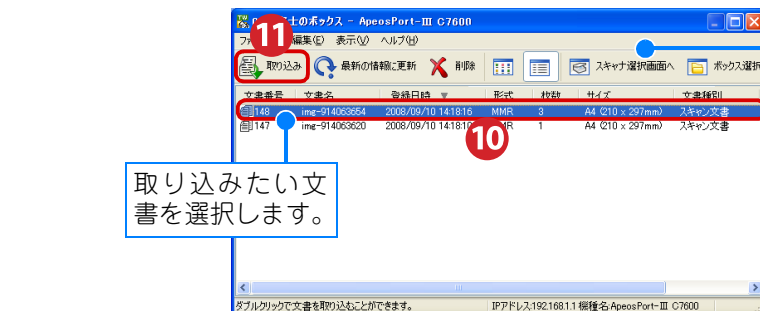 士のボックス - ApeosPort-III C7600
11
編集(E) 表示(V) ヘルプ(H)
取り込み 最新の情報に更新 削除 スキャナ選択画面へ ボックス選択
文書番号 文書名 登録日時 形式 枚数 サイズ 文書種別
148 img-914063654 2008/09/10 14:18:16 MMR 3 A4 (210 x 297mm) スキャン文書
147 img-914063620 2008/09/10 14:18:10 MMR 1 A4 (210 x 297mm) スキャン文書
10
取り込みたい文
書を選択します。
ダブルクリックで文書を取り込むことができます。 IPアドレス:192.168.1.1 機種名:ApeosPort-III C7600